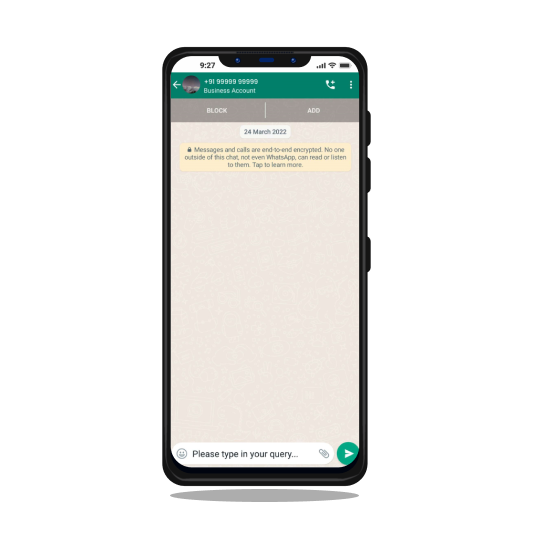 9:27
+91 99999 99999
Business Account
BLOCK
ADD
24 March 2022
Messages and calls are end-to-end encrypted. No one
outside of this chat, not even WhatsApp, can read or listen
to them. Tap to learn more.
Please type in your query...